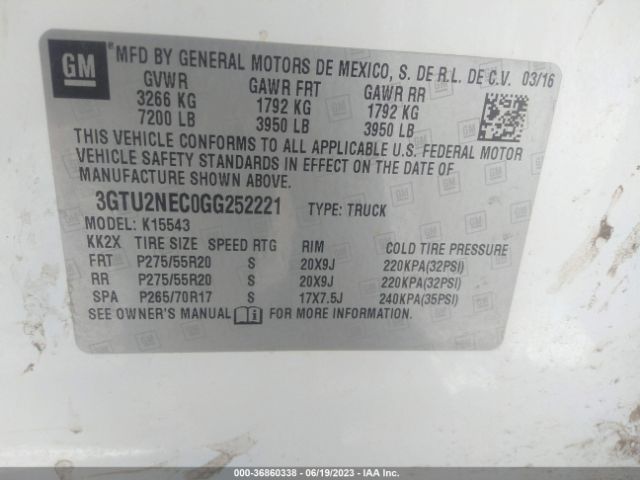 GM
MFD BY GENERAL MOTORS DE MEXICO, S. DE R.L. DE C.V. 03/16
GVWR GAWR FRT GAWR RR
3266 KG 1792 KG 1792 KG
7200 LB 3950 LB 3950 LB
THIS VEHICLE CONFORMS TO ALL APPLICABLE U.S. FEDERAL MOTOR
VEHICLE SAFETY STANDARDS IN EFFECT ON THE DATE OF
MANUFACTURE SHOWN ABOVE.
3GTU2NEC0GG252221 TYPE: TRUCK
MODEL: K15543
KK2X TIRE SIZE SPEED RTG RIM COLD TIRE PRESSURE
FRT P275/55R20 S 20X9J 220KPA(32PSI)
RR P275/55R20 S 20X9J 220KPA(32PSI)
SPA P265/70R17 S 17X7.5J 240KPA(35PSI)
SEE OWNER'S MANUAL FOR MORE INFORMATION.
© - 36860338 - 06/19/2023 - IAA Inc.